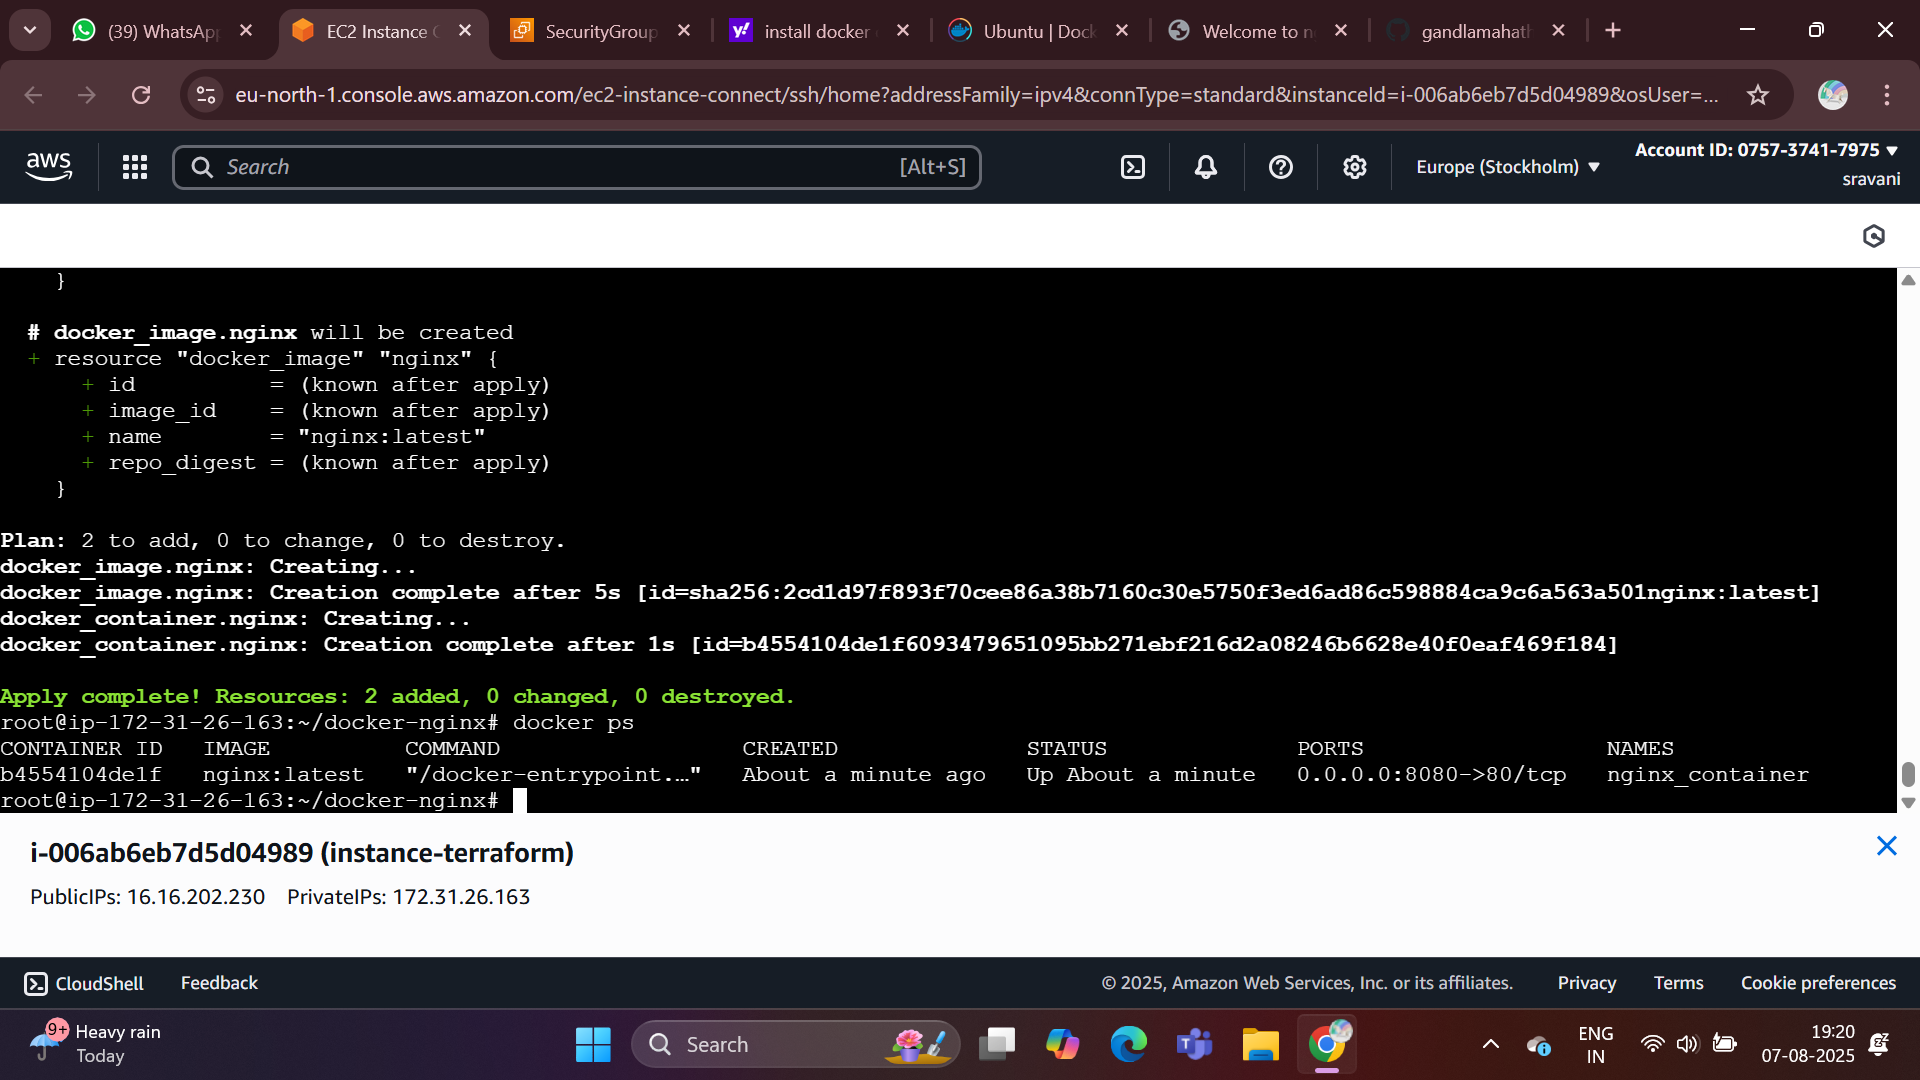 (39) WhatsApp
EC2 Instance C
SecurityGroup
install docker
Ubuntu | Dock
Welcome to n
gandlamahath
eu-north-1.console.aws.amazon.com/ec2-instance-connect/ssh/home?addressFamily=ipv4&connType=standard&instanceId=i-006ab6eb7d5d04989&osUser=...
aws
Search
[Alt+S]
Europe (Stockholm)
Account ID: 0757-3741-7975
sravani
}
# docker_image.nginx will be created
+ resource "docker_image" "nginx" {
+ id = (known after apply)
+ image_id = (known after apply)
+ name = "nginx:latest"
+ repo_digest = (known after apply)
}
Plan: 2 to add, 0 to change, 0 to destroy.
docker_image.nginx: Creating...
docker_image.nginx: Creation complete after 5s [id=sha256:2cd1d97f893f70cee86a38b7160c30e5750f3ed6ad86c598884ca9c6a563a501nginx:latest]
docker_container.nginx: Creating...
docker_container.nginx: Creation complete after 1s [id=b4554104de1f6093479651095bb271ebf216d2a08246b6628e40f0eaf469f184]
Apply complete! Resources: 2 added, 0 changed, 0 destroyed.
root@ip-172-31-26-163:~/docker-nginx# docker ps
CONTAINER ID IMAGE COMMAND CREATED STATUS PORTS NAMES
b4554104de1f nginx:latest "/docker-entrypoint.…" About a minute ago Up About a minute 0.0.0.0:8080->80/tcp nginx_container
root@ip-172-31-26-163:~/docker-nginx#
i-006ab6eb7d5d04989 (instance-terraform)
PublicIPs: 16.16.202.230 PrivateIPs: 172.31.26.163
CloudShell
Feedback
© 2025, Amazon Web Services, Inc. or its affiliates.
Privacy
Terms
Cookie preferences
9+
Heavy rain
Today
Search
ENG
IN
19:20
07-08-2025